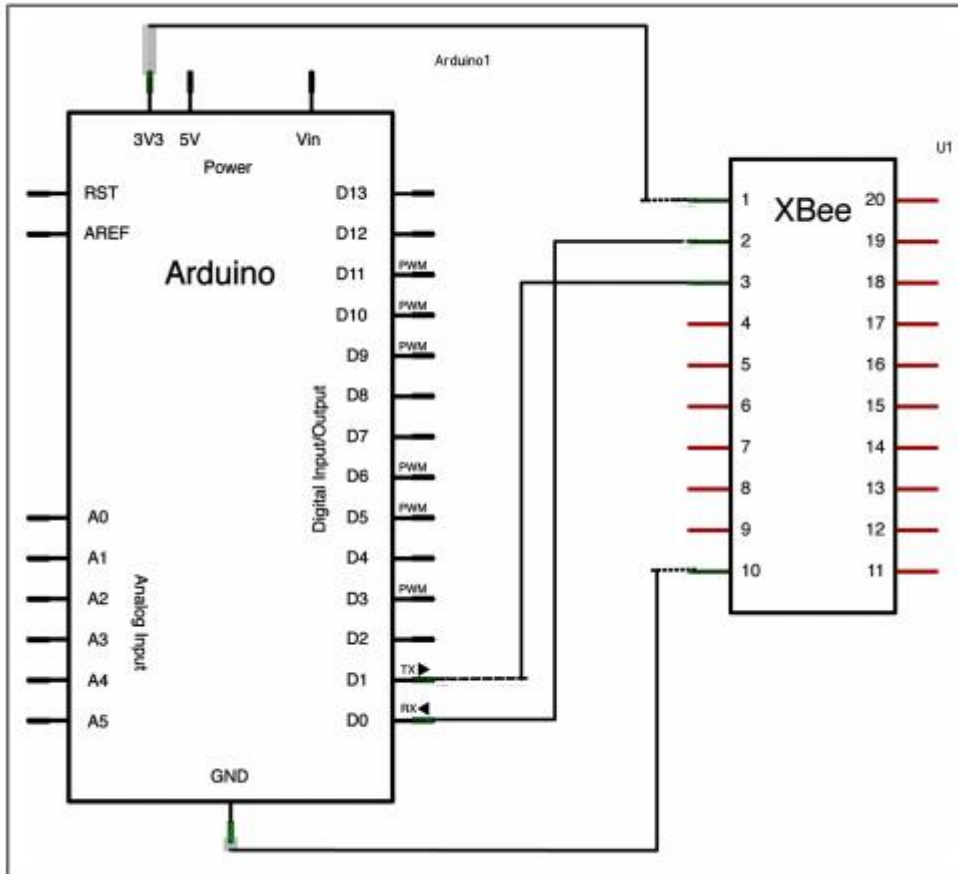 Arduino1
3V3 5V Vin
Power
U1
RST
AREF
Arduino
A0
A1
A2
A3
A4
A5
Analog Input
D13
D12
D11 PWM
D10 PWM
D9 PWM
D8
D7
D6 PWM
D5 PWM
D4
D3 PWM
D2
D1 TX
D0 RX
Digital Input/Output
GND
XBee
1 20
2 19
3 18
4 17
5 16
6 15
7 14
8 13
9 12
10 11